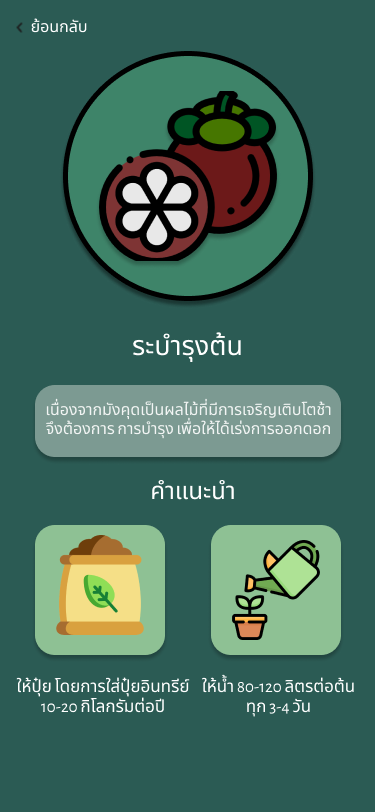 ย้อนกลับ
ระบำรุงต้น
เนื่องจากมังคุดเป็นผลไม้ที่มีการเจริญเติบโตช้า
จึงต้องการ การบำรุง เพื่อให้ได้เร่งการออกดอก
คำแนะนำ
ให้ปุ๋ย โดยการใส่ปุ๋ยอินทรีย์
10-20 กิโลกรัมต่อปี
ให้น้ำ 80-120 ลิตรต่อต้น
ทุก 3-4 วัน